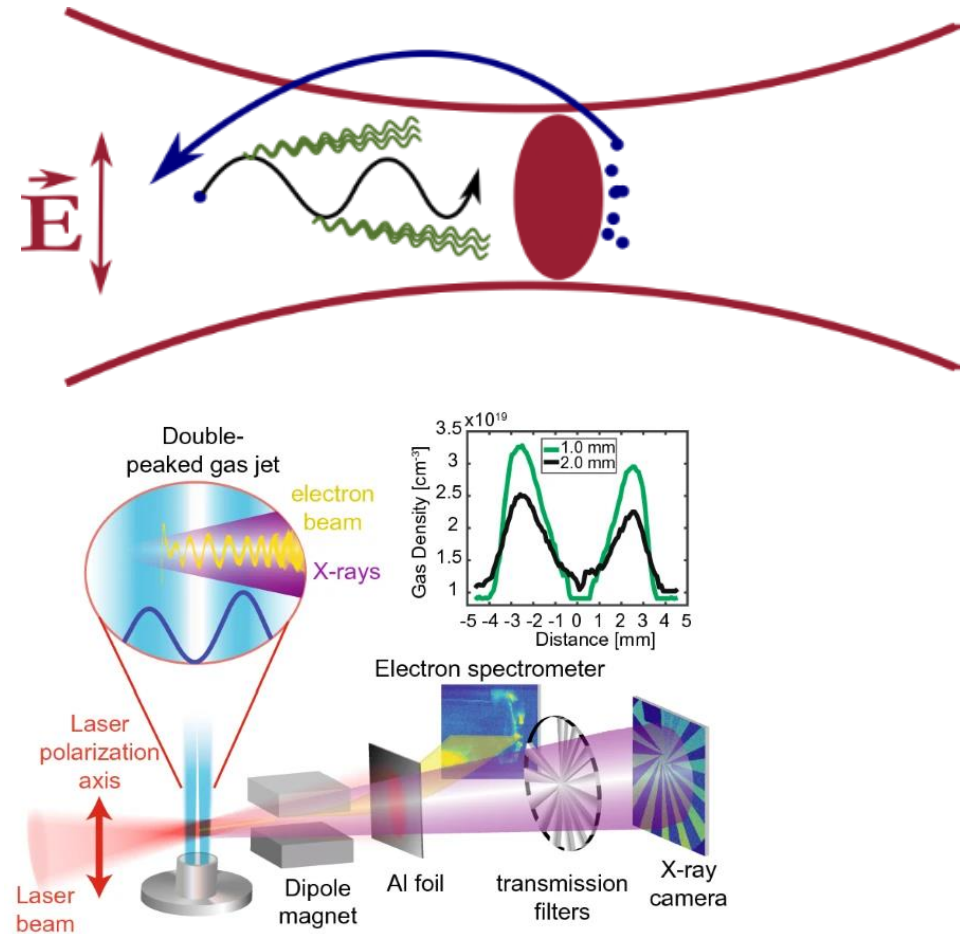 E
Double-
peaked gas jet
electron
beam
X-rays
x10¹⁹
3.5
3
2.5
2
1.5
1
Gas Density [cm⁻³]
1.0 mm
2.0 mm
-5 -4 -3 -2 -1 0 1 2 3 4 5
Distance [mm]
Electron spectrometer
Laser
polarization
axis
Laser
beam
Dipole
magnet
Al foil
transmission
filters
X-ray
camera